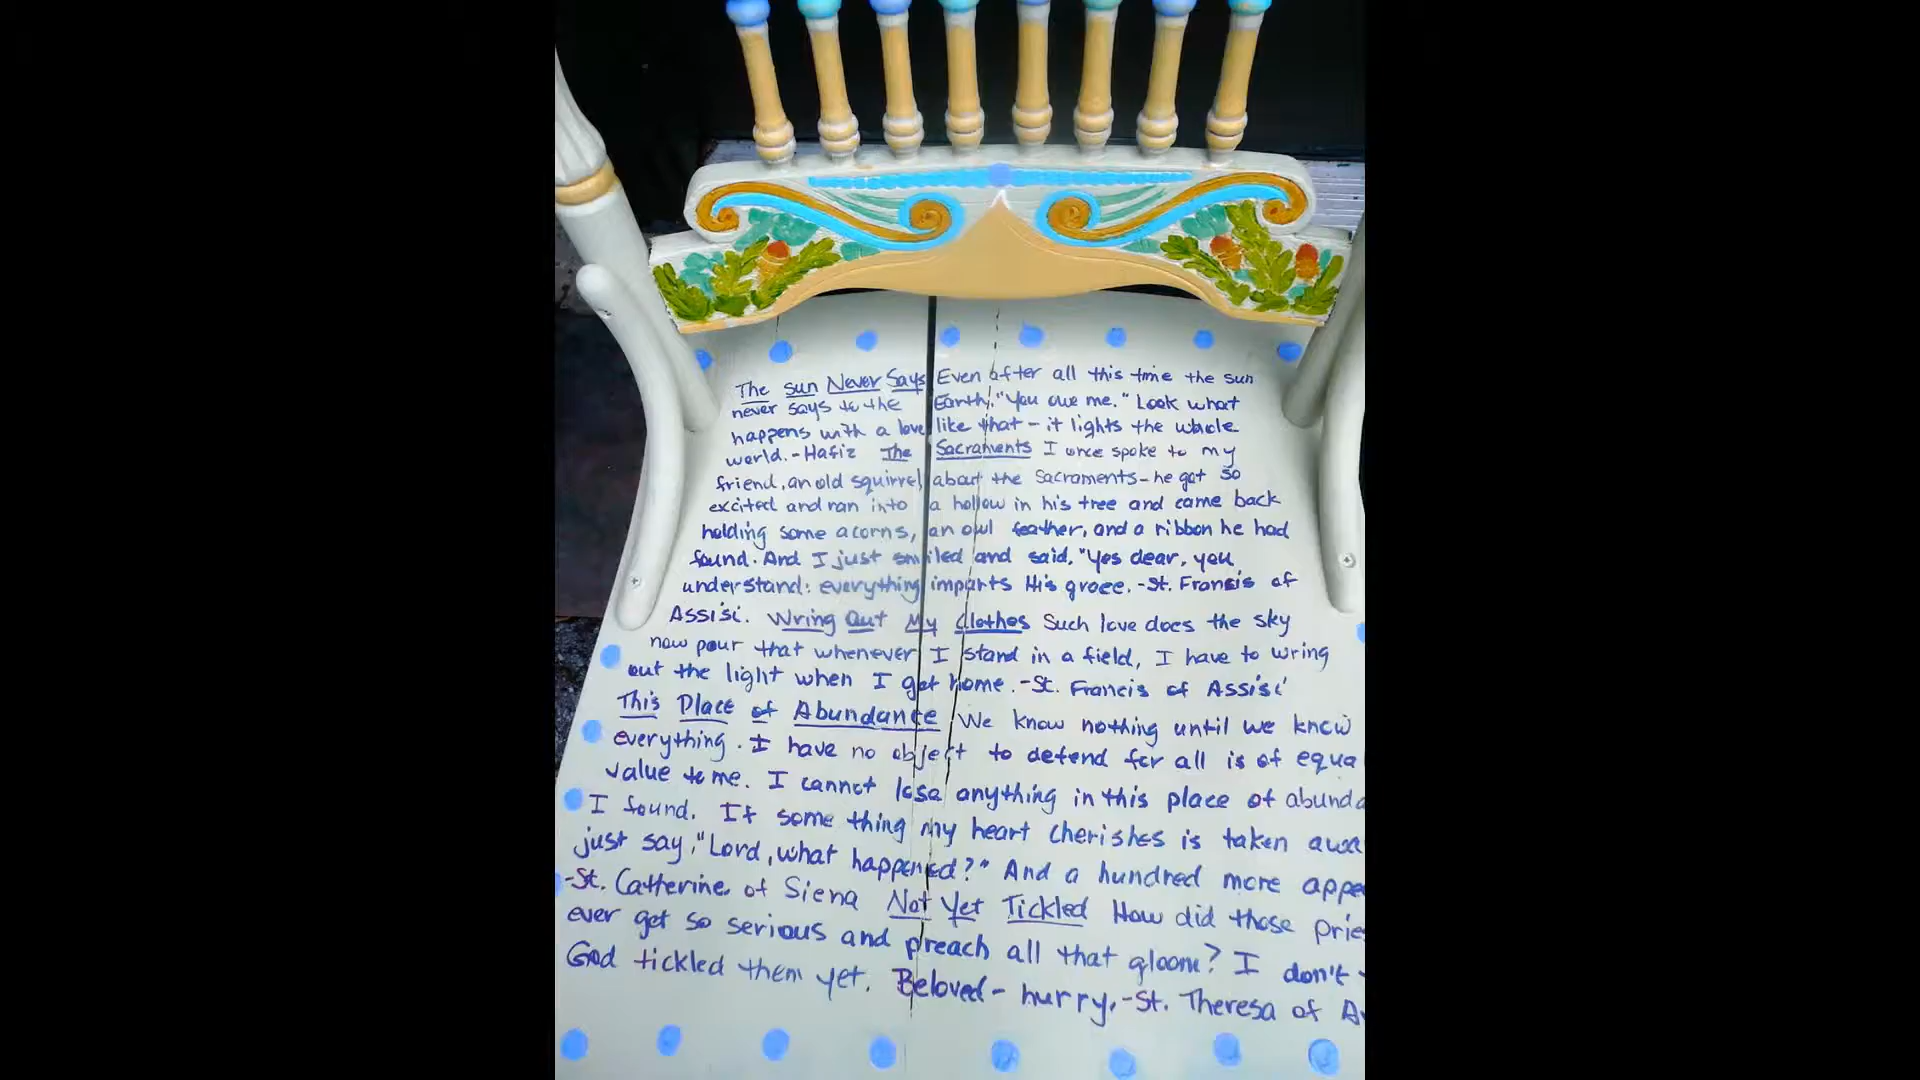 The sun Never Says Even after all this time the sun
never says to the Earth, "You owe me." Look what
happens with a love like that - it lights the whole
world. - Hafiz The Sacraments I once spoke to my
friend, an old squirrel about the Sacraments - he got so
excited and ran into a hollow in his tree and came back
holding some acorns, an owl feather, and a ribbon he had
found. And I just smiled and said, "Yes dear, you
understand: everything imparts His grace. - St. Francis of
Assisi. Wring Out My Clothes Such love does the sky
now pour that whenever I stand in a field, I have to wring
out the light when I get home. - St. Francis of Assisi
This Place of Abundance We know nothing until we know
everything. I have no object to defend for all is of equa
value to me. I cannot lose anything in this place of abunda
I found. If some thing my heart cherishes is taken awa
just say, "Lord, what happened?" And a hundred more appe
- St. Catherine of Siena Not Yet Tickled How did those prie
ever get so serious and preach all that gloom? I don't
God tickled them yet. Beloved - hurry. - St. Theresa of Av